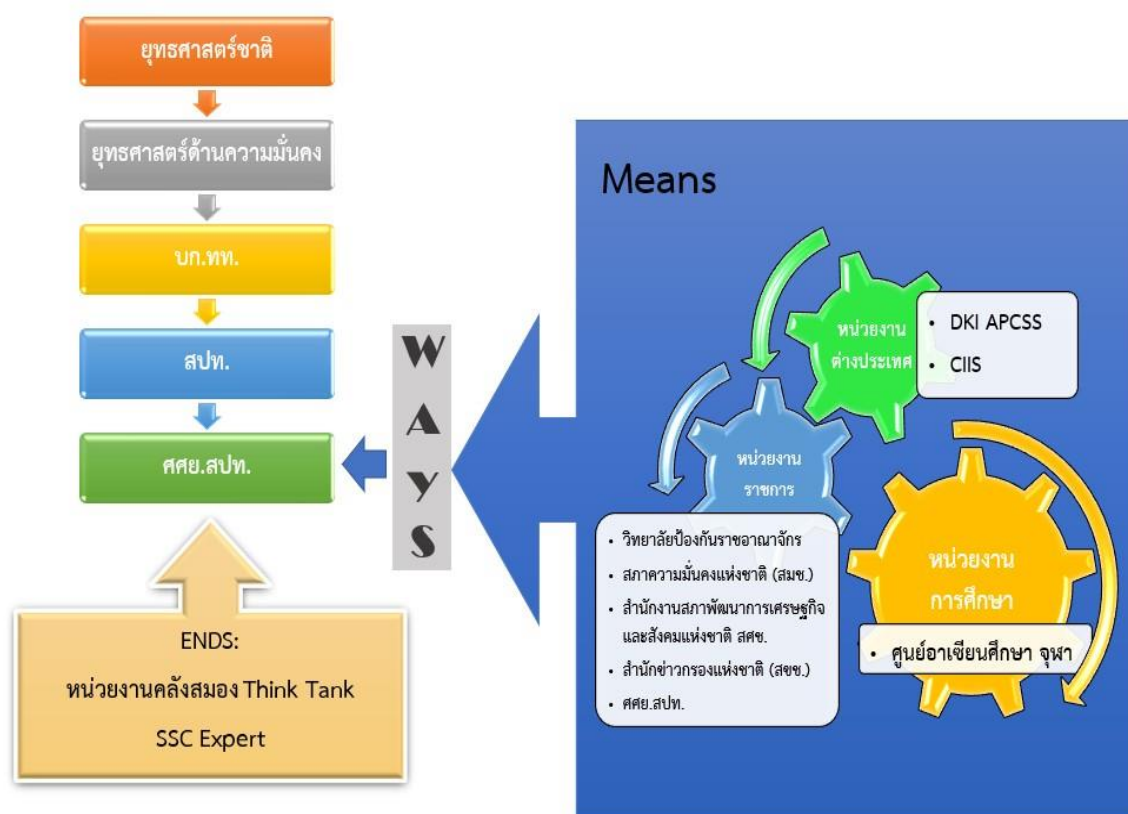 ยุทธศาสตร์ชาติ
ยุทธศาสตร์ด้านความมั่นคง
บก.ทท.
สปท.
ศศย.สปท.
ENDS:
หน่วยงานคลังสมอง Think Tank
SSC Expert
W
A
Y
S
Means
หน่วยงาน
ต่างประเทศ
• DKI APCSS
• CIIS
หน่วยงาน
ราชการ
• วิทยาลัยป้องกันราชอาณาจักร
• สภาความมั่นคงแห่งชาติ (สมช.)
• สำนักงานสภาพัฒนาการเศรษฐกิจ
และสังคมแห่งชาติ สศช.
• สำนักข่าวกรองแห่งชาติ (สขช.)
• ศศย.สปท.
หน่วยงาน
การศึกษา
• ศูนย์อาเซียนศึกษา จุฬา